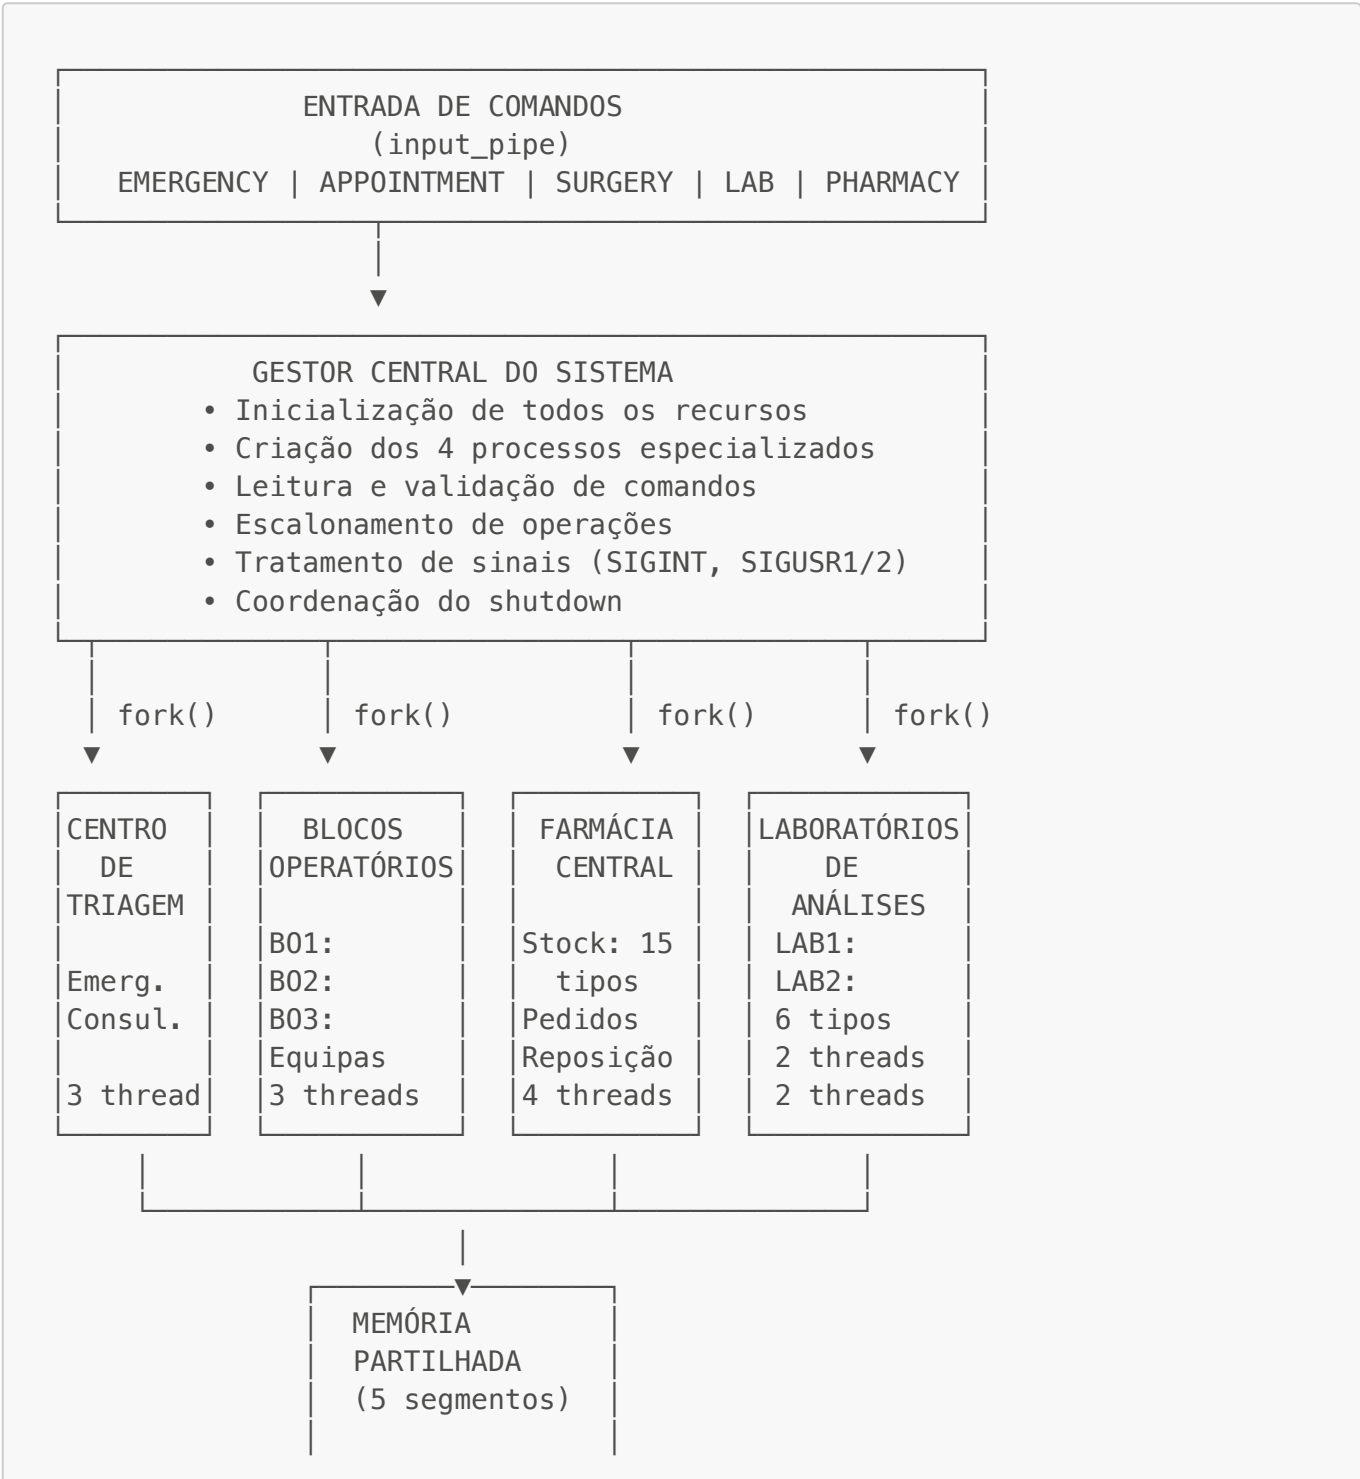 ENTRADA DE COMANDOS
(input_pipe)
EMERGENCY | APPOINTMENT | SURGERY | LAB | PHARMACY
▼
GESTOR CENTRAL DO SISTEMA
• Inicialização de todos os recursos
• Criação dos 4 processos especializados
• Leitura e validação de comandos
• Escalonamento de operações
• Tratamento de sinais (SIGINT, SIGUSR1/2)
• Coordenação do shutdown
fork() fork() fork() fork()
▼ ▼ ▼ ▼
CENTRO BLOCOS FARMÁCIA LABORATÓRIOS
DE OPERATÓRIOS CENTRAL DE
TRIAGEM ANÁLISES
BO1: Stock: 15 LAB1:
Emerg. BO2: tipos LAB2:
Consul. BO3: Pedidos 6 tipos
Equipas Reposição 2 threads
3 thread 3 threads 4 threads 2 threads
▼
MEMÓRIA
PARTILHADA
(5 segmentos)